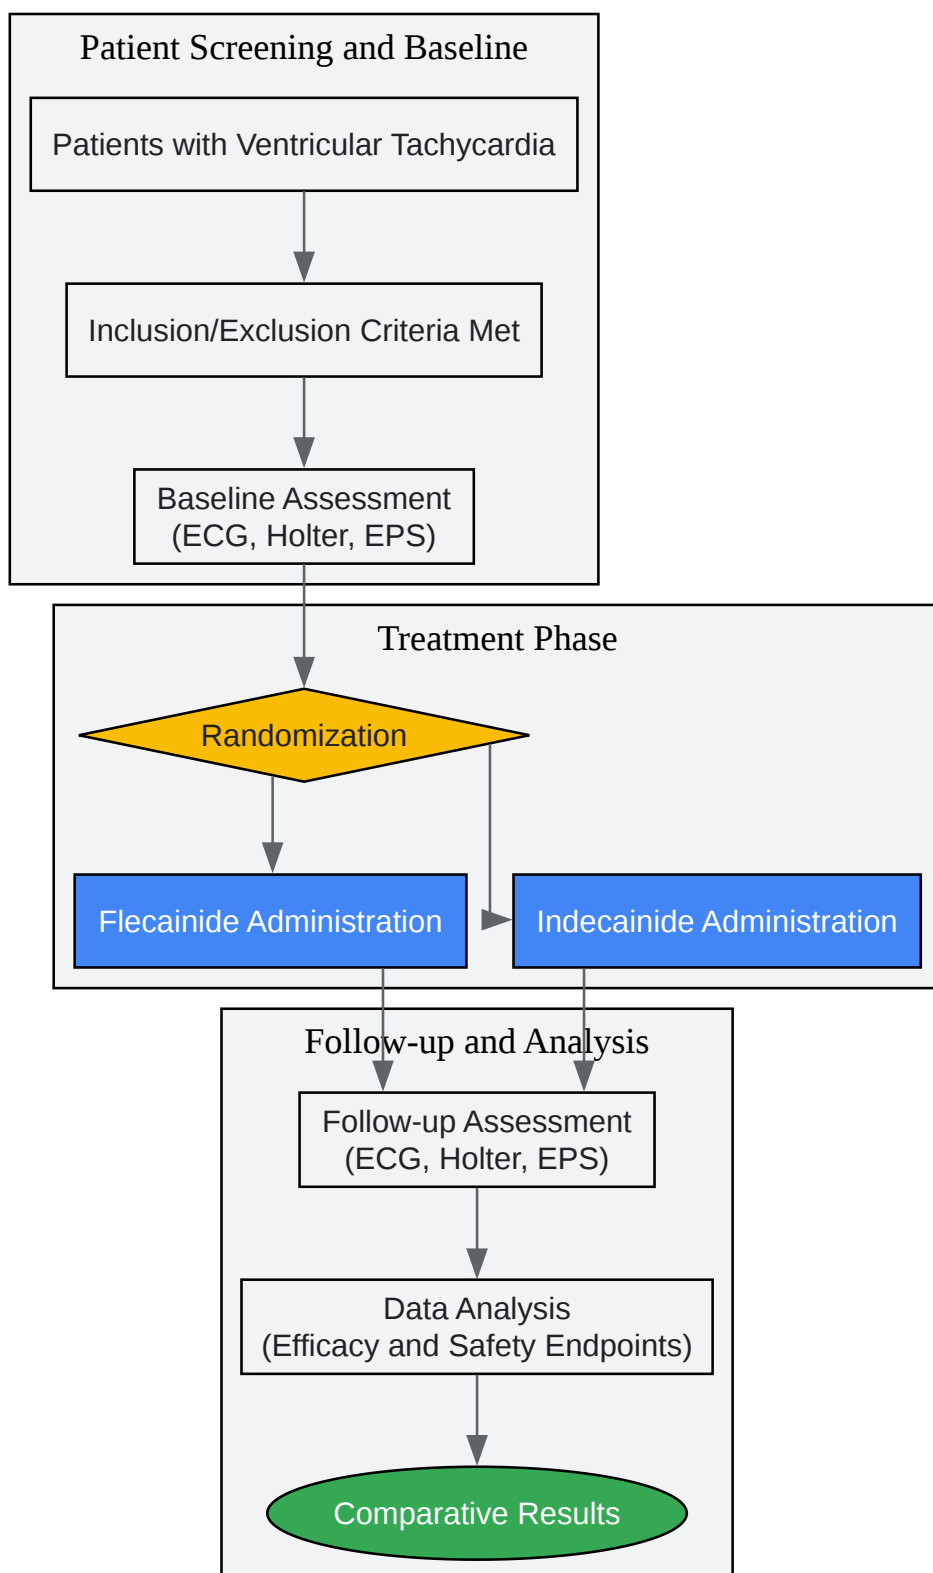 Patient Screening and Baseline
Patients with Ventricular Tachycardia
Inclusion/Exclusion Criteria Met
Baseline Assessment
(ECG, Holter, EPS)
Treatment Phase
Randomization
Flecainide Administration
Indecainide Administration
Follow-up and Analysis
Follow-up Assessment
(ECG, Holter, EPS)
Data Analysis
(Efficacy and Safety Endpoints)
Comparative Results